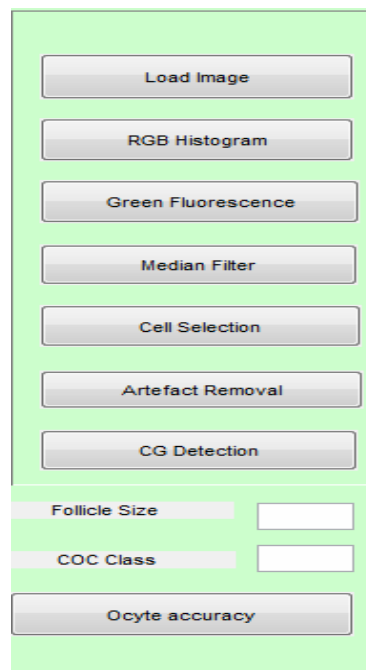 Load Image
RGB Histogram
Green Fluorescence
Median Filter
Cell Selection
Artefact Removal
CG Detection
Follicle Size
COC Class
Ocyte accuracy